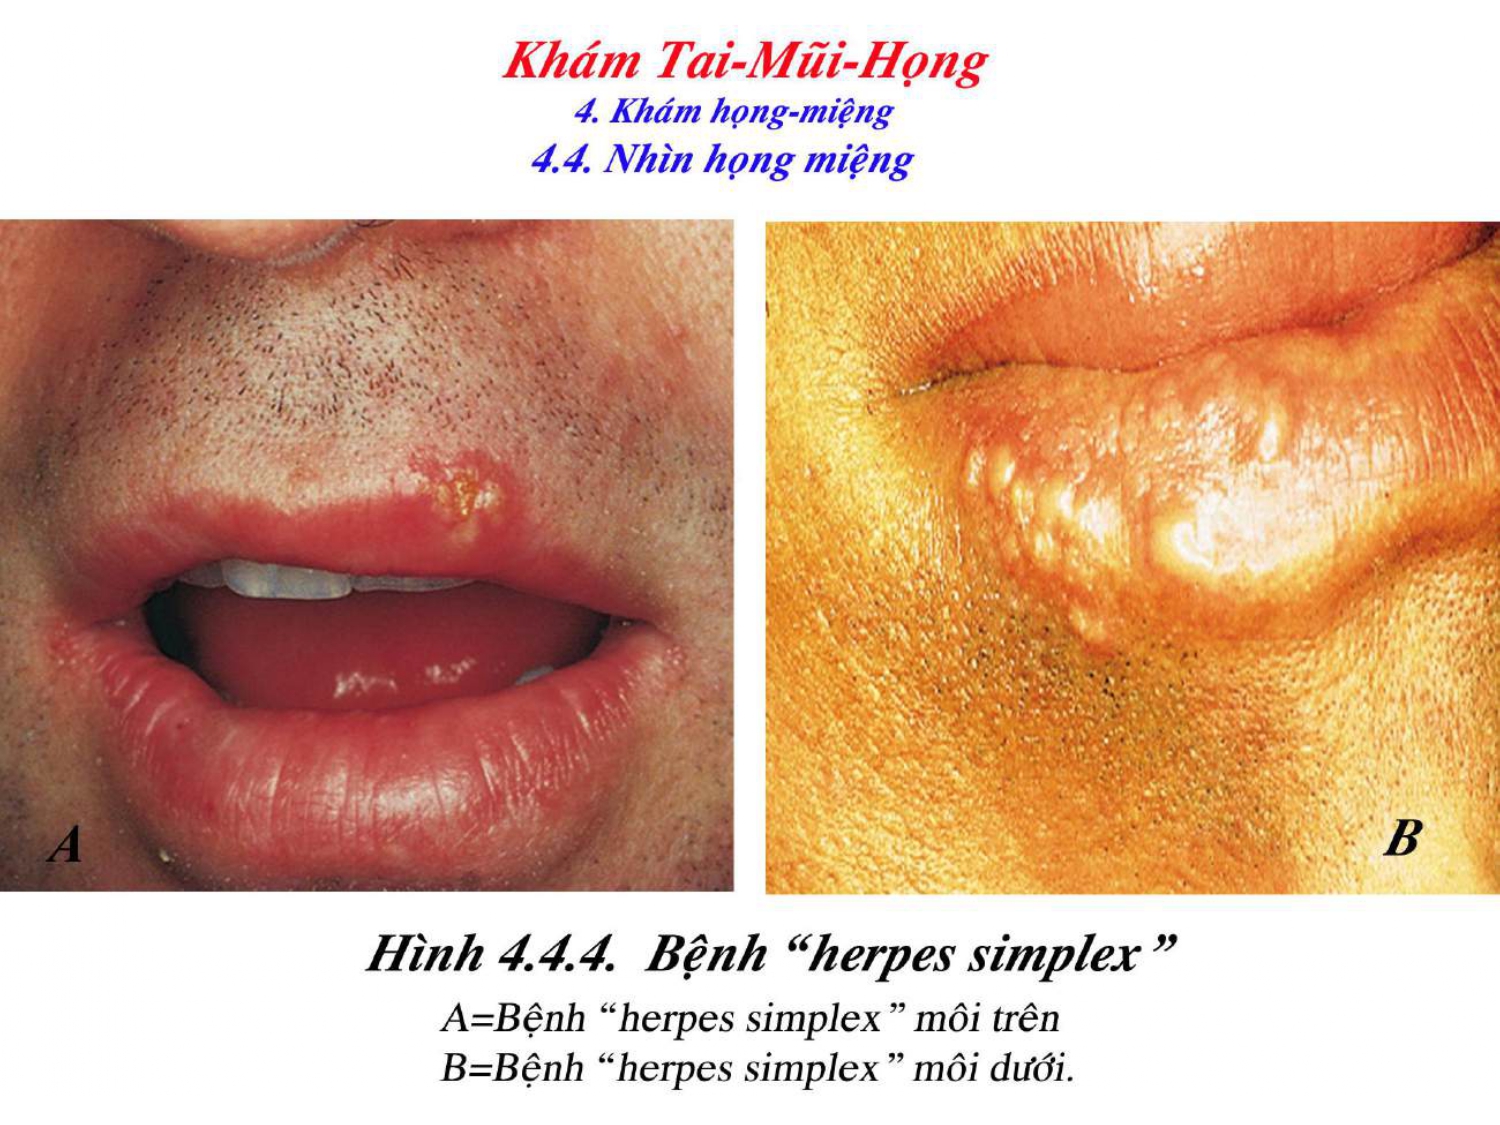 Khám Tai-Mũi-Họng
4. Khám họng-miệng
4.4. Nhìn họng miệng
A
B
Hình 4.4.4. Bệnh “herpes simplex”
A=Bệnh “herpes simplex” môi trên
B=Bệnh “herpes simplex” môi dưới.